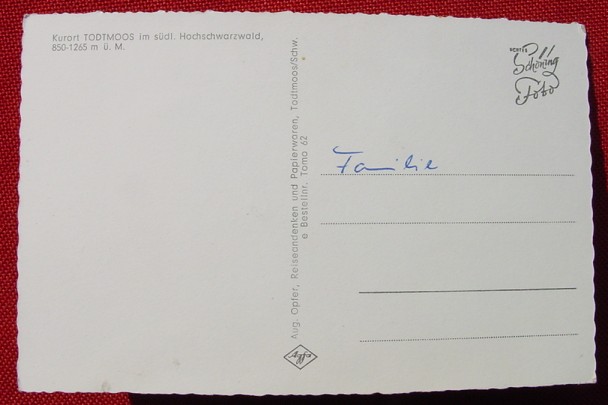 Kurort TODTMOOS im südl. Hochschwarzwald,
850-1265 m ü. M.
ECHTES
Schöning
Foto
Familie
Aug. Opfer, Reiseandenken und Papierwaren, Todtmoos/Schw.
e Bestellnr. Tomo 62 *
Agfa